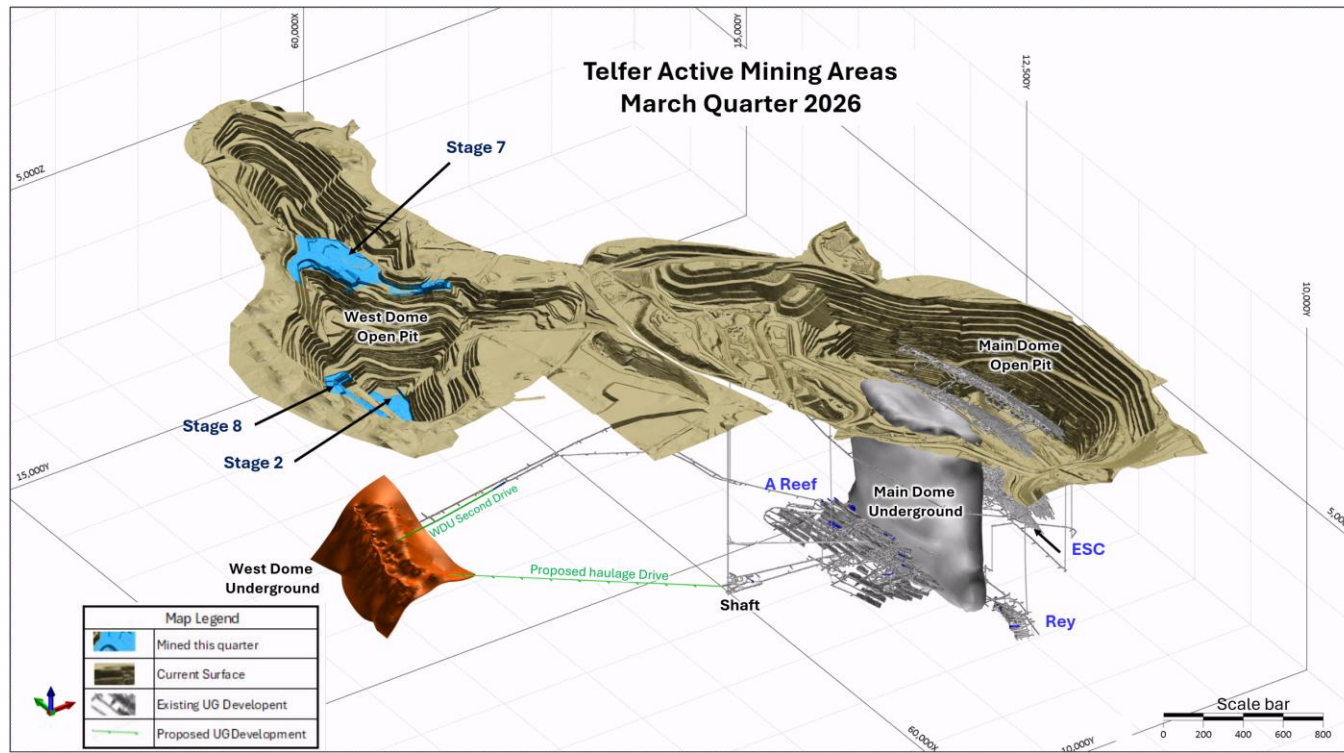 Telfer Active Mining Areas
March Quarter 2026
60,000X
15,000Y
12,500Y
10,000Y
5,000Z
Stage 7
West Dome
Open Pit
Main Dome
Open Pit
Stage 8
Stage 2
15,000Y
5,00
A Reef
Main Dome
Underground
WDU Second Drive
ESC
West Dome
Underground
Proposed haulage Drive
Shaft
Rey
Map Legend
Mined this quarter
Current Surface
Existing UG Developent
Proposed UG Development
60,000X
10,000Y
Scale bar
0 200 400 600 800